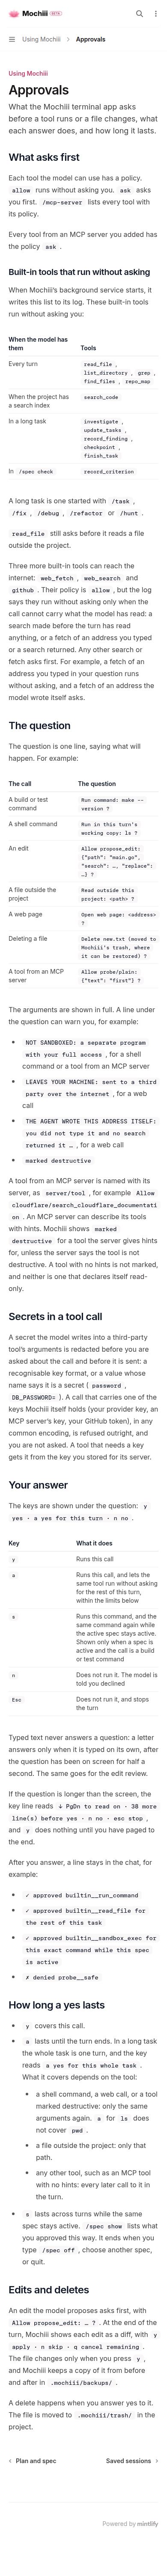 Mochiii BETA
Using Mochiii > Approvals
Using Mochiii
Approvals
What the Mochiii terminal app asks
before a tool runs or a file changes, what
each answer does, and how long it lasts.
What asks first
Each tool the model can use has a policy.
allow runs without asking you. ask asks
you first. /mcp-server lists every tool with
its policy.
Every tool from an MCP server you added has
the policy ask .
Built-in tools that run without asking
When Mochiii's background service starts, it
writes this list to its log. These built-in tools
run without asking you:
When the model has them Tools
Every turn read_file , list_directory , grep , find_files , repo_map
When the project has a search index search_code
In a long task investigate , update_tasks , record_finding , checkpoint , finish_task
In /spec check record_criterion
A long task is one started with /task ,
/fix , /debug , /refactor or /hunt .
read_file still asks before it reads a file
outside the project.
Three more built-in tools can reach the
internet: web_fetch , web_search and
github . Their policy is allow , but the log
says they run without asking only when the
call cannot carry what the model has read: a
web search before the turn has read
anything, or a fetch of an address you typed
or a search returned. Any other search or
fetch asks first. For example, a fetch of an
address you typed in your question runs
without asking, and a fetch of an address the
model wrote itself asks.
The question
The question is one line, saying what will
happen. For example:
The call The question
A build or test command Run command: make -- version ?
A shell command Run in this turn's working copy: ls ?
An edit Allow propose_edit: {"path": "main.go", "search": …, "replace": …} ?
A file outside the project Read outside this project: <path> ?
A web page Open web page: <address> ?
Deleting a file Delete new.txt (moved to Mochiii's trash, where it can be restored) ?
A tool from an MCP server Allow probe/plain: {"text": "first"} ?
The arguments are shown in full. A line under
the question can warn you, for example:
• NOT SANDBOXED: a separate program
with your full access , for a shell
command or a tool from an MCP server
• LEAVES YOUR MACHINE: sent to a third
party over the internet , for a web
call
• THE AGENT WROTE THIS ADDRESS ITSELF:
you did not type it and no search
returned it … , for a web call
• marked destructive
A tool from an MCP server is named with its
server, as server/tool , for example Allow
cloudflare/search_cloudflare_documentati
on . An MCP server can describe its tools
with hints. Mochiii shows marked
destructive for a tool the server gives hints
for, unless the server says the tool is not
destructive. A tool with no hints is not marked,
and neither is one that declares itself read-
only.
Secrets in a tool call
A secret the model writes into a third-party
tool's arguments is redacted before you are
asked about the call and before it is sent: a
recognisable key format, or a value whose
name says it is a secret ( password ,
DB_PASSWORD= ). A call that carries one of the
keys Mochiii itself holds (your provider key, an
MCP server's key, your GitHub token), in any
common encoding, is refused outright, and
you are not asked. A tool that needs a key
gets it from the key you stored for its server.
Your answer
The keys are shown under the question: y
yes · a yes for this turn · n no .
Key What it does
y Runs this call
a Runs this call, and lets the same tool run without asking for the rest of this turn, within the limits below
s Runs this command, and the same command again while the active spec stays active. Shown only when a spec is active and the call is a build or test command
n Does not run it. The model is told you declined
Esc Does not run it, and stops the turn
Typed text never answers a question: a letter
answers only when it is typed on its own, after
the question has been on screen for half a
second. The same goes for the edit review.
If the question is longer than the screen, the
key line reads ↓ PgDn to read on · 38 more
line(s) before yes · n no · esc stop ,
and y does nothing until you have paged to
the end.
After you answer, a line stays in the chat, for
example:
• ✓ approved builtin__run_command
• ✓ approved builtin__read_file for
the rest of this task
• ✓ approved builtin__sandbox_exec for
this exact command while this spec
is active
• ✗ denied probe__safe
How long a yes lasts
• y covers this call.
• a lasts until the turn ends. In a long task
the whole task is one turn, and the key
reads a yes for this whole task .
What it covers depends on the tool:
• a shell command, a web call, or a tool
marked destructive: only the same
arguments again. a for ls does
not cover pwd .
• a file outside the project: only that
path.
• any other tool, such as an MCP tool
with no hints: every later call to it in
the turn.
• s lasts across turns while the same
spec stays active. /spec show lists what
you approved this way. It ends when you
type /spec off , choose another spec,
or quit.
Edits and deletes
An edit the model proposes asks first, with
Allow propose_edit: … ? . At the end of the
turn, Mochiii shows each edit as a diff, with y
apply · n skip · q cancel remaining .
The file changes only when you press y ,
and Mochiii keeps a copy of it from before
and after in .mochiii/backups/ .
A delete happens when you answer yes to it.
The file is moved to .mochiii/trash/ in the
project.
‹ Plan and spec Saved sessions ›
Powered by mintlify